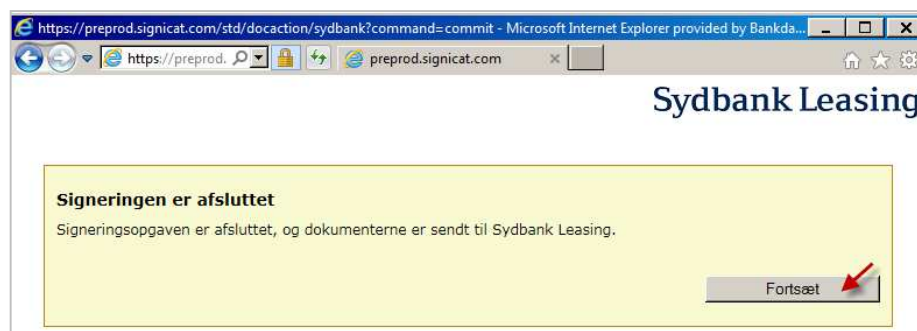 https://preprod.signicat.com/std/docaction/sydbank?command=commit - Microsoft Internet Explorer provided by Bankda...
https://preprod.
preprod.signicat.com
Sydbank Leasing
Signeringen er afsluttet
Signeringsopgaven er afsluttet, og dokumenterne er sendt til Sydbank Leasing.
Fortsæt